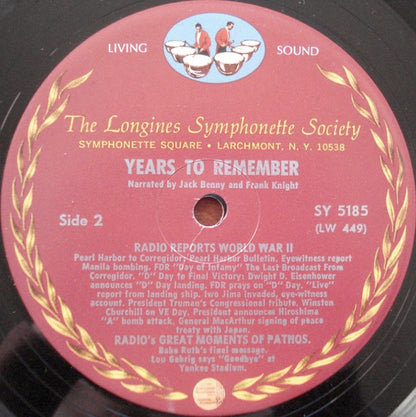 LIVING SOUND
The Longines Symphonette Society
SYMPHONETTE SQUARE • LARCHMONT, N. Y. 10538
YEARS TO REMEMBER
Narrated by Jack Benny and Frank Knight
Side 2
SY 5185
(LW 449)
RADIO REPORTS WORLD WAR II
Pearl Harbor to Corregidor; Pearl Harbor Bulletin. Eyewitness report
Manila bombing. FDR "Day of Infamy" The Last Broadcast From
Corregidor. "D" Day to Final Victory: Dwight D. Eisenhower
announces "D" Day landing. FDR prays on "D" Day. "Live"
report from landing ship. Iwo Jima invaded, eye-witness
account. President Truman's Congressional tribute. Winston
Churchill on VE Day. President announces Hiroshima
"A" bomb attack. General MacArthur signing of peace
treaty with Japan.
RADIO'S GREAT MOMENTS OF PATHOS.
Babe Ruth's final message.
Lou Gehrig says "Goodbye" at
Yankee Stadium.